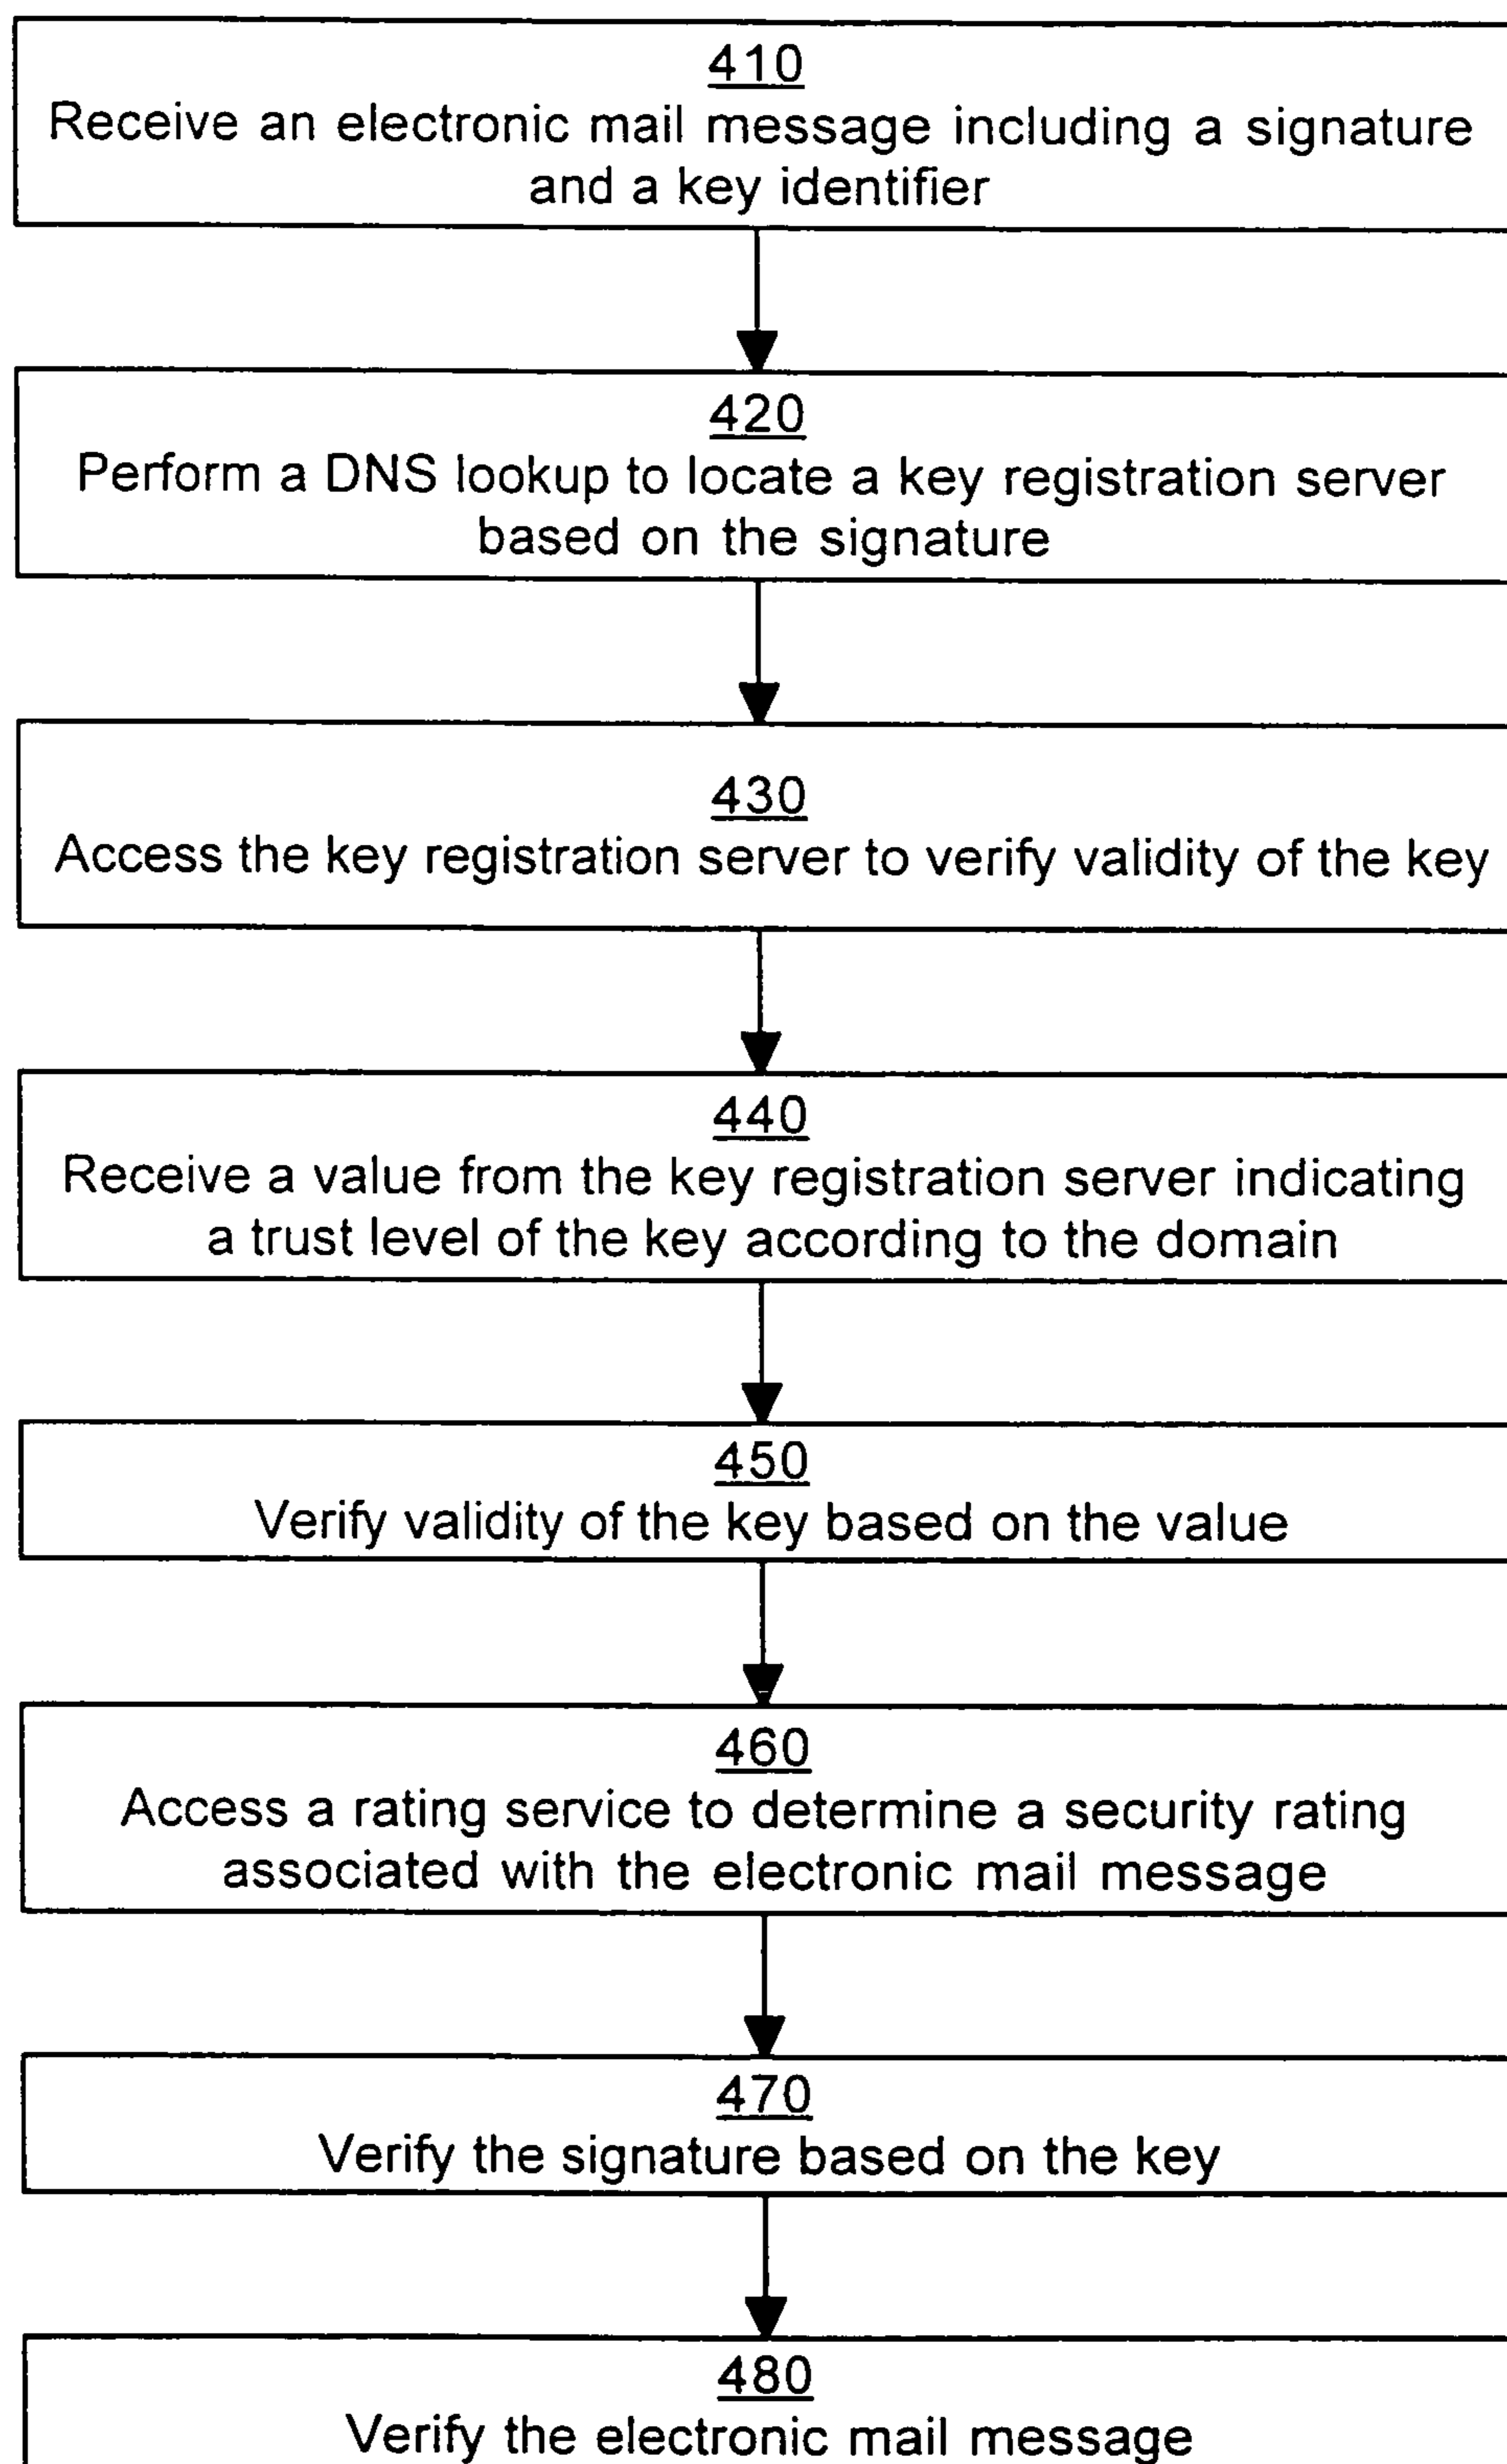 410
Receive an electronic mail message including a signature
and a key identifier
420
Perform a DNS lookup to locate a key registration server
based on the signature
430
Access the key registration server to verify validity of the key
440
Receive a value from the key registration server indicating
a trust level of the key according to the domain
450
Verify validity of the key based on the value
460
Access a rating service to determine a security rating
associated with the electronic mail message
470
Verify the signature based on the key
480
Verify the electronic mail message